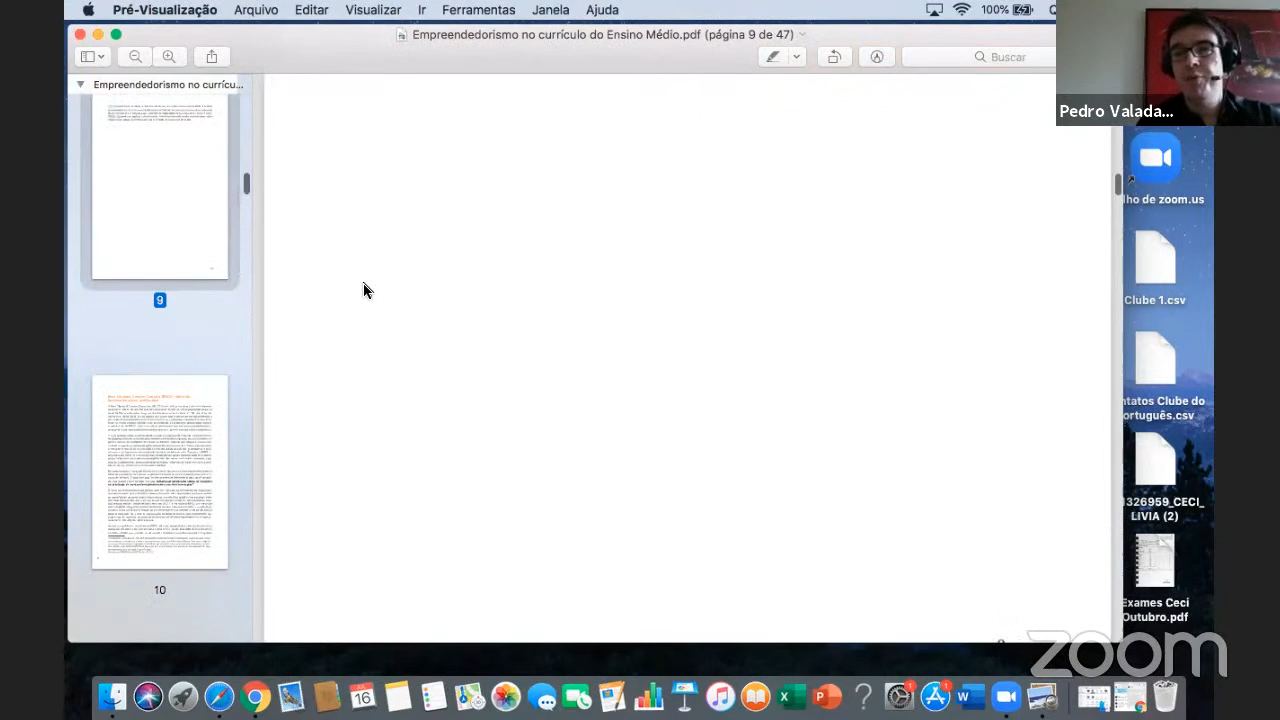 Pré-Visualização Arquivo Editar Visualizar Ir Ferramentas Janela Ajuda 100%
Empreendedorismo no currículo do Ensino Médio.pdf (página 9 de 47)
Buscar
Empreendedorismo no currícu...
Pedro Valada...
9
10
lho de zoom.us
Clube 1.csv
ntatos Clube do
ortuguês.csv
1326959_CECI_
LIVIA (2)
Exames Ceci
Outubro.pdf
zoom
16